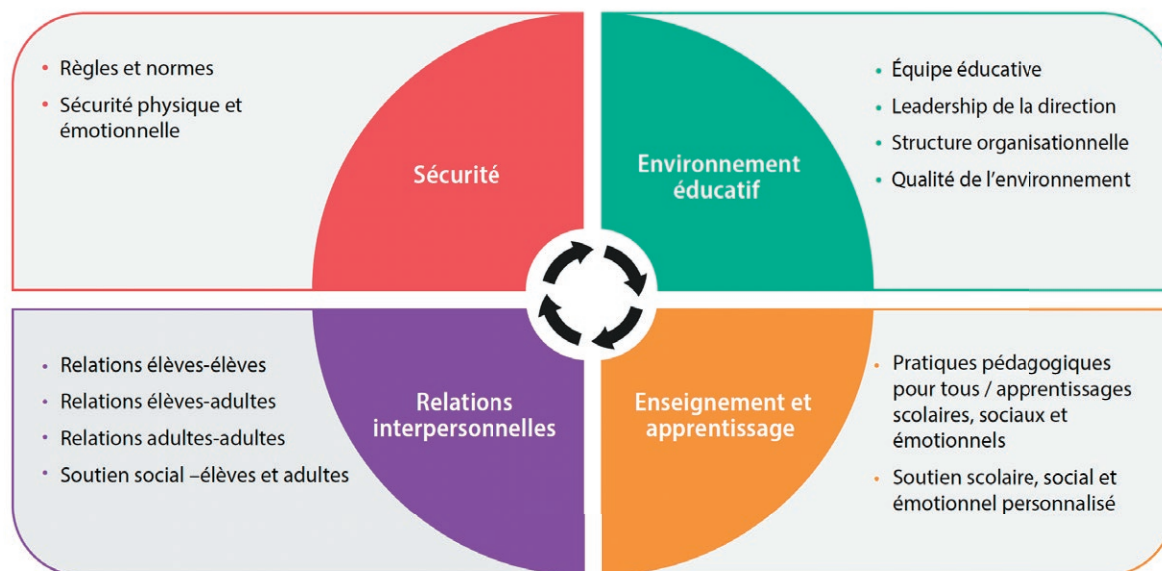 • Règles et normes
• Sécurité physique et
émotionnelle
Sécurité
Environnement
éducatif
• Équipe éducative
• Leadership de la direction
• Structure organisationnelle
• Qualité de l’environnement
• Relations élèves-élèves
• Relations élèves-adultes
• Relations adultes-adultes
• Soutien social –élèves et adultes
Relations
interpersonnelles
Enseignement et
apprentissage
• Pratiques pédagogiques
pour tous / apprentissages
scolaires, sociaux et
émotionnels
• Soutien scolaire, social et
émotionnel personnalisé